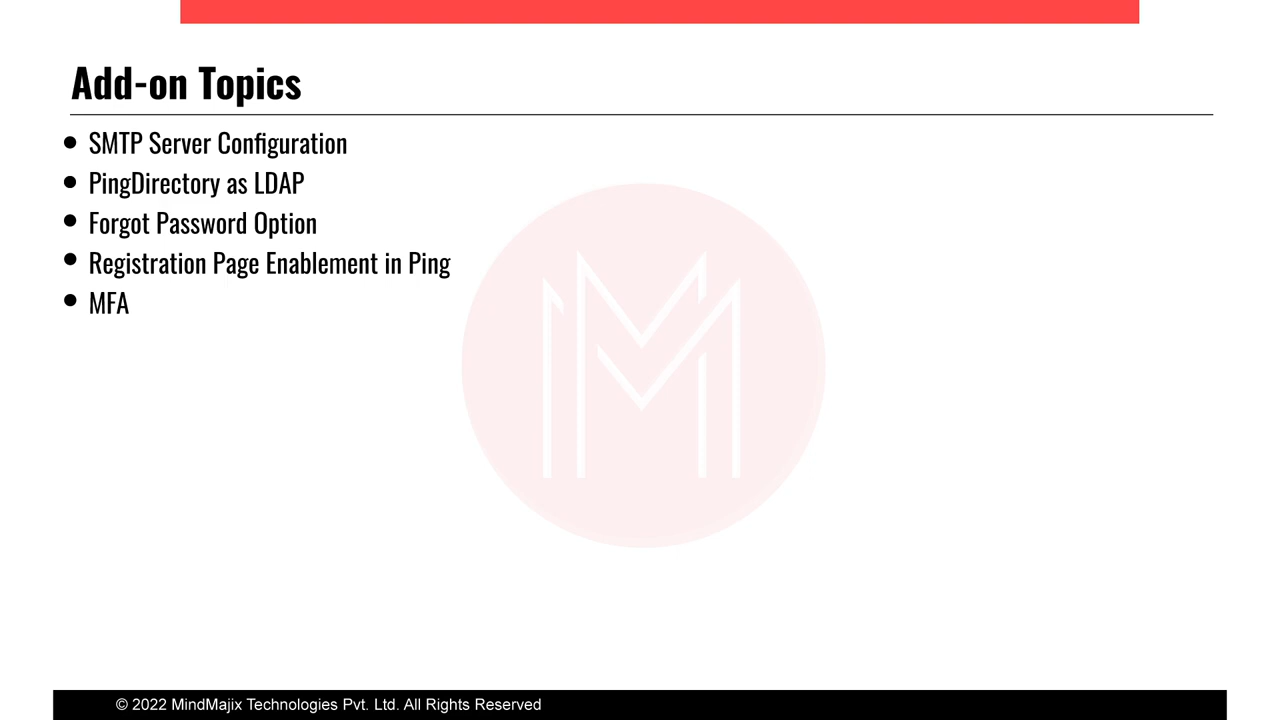 Add-on Topics
• SMTP Server Configuration
• PingDirectory as LDAP
• Forgot Password Option
• Registration Page Enablement in Ping
• MFA
© 2022 MindMajix Technologies Pvt. Ltd. All Rights Reserved